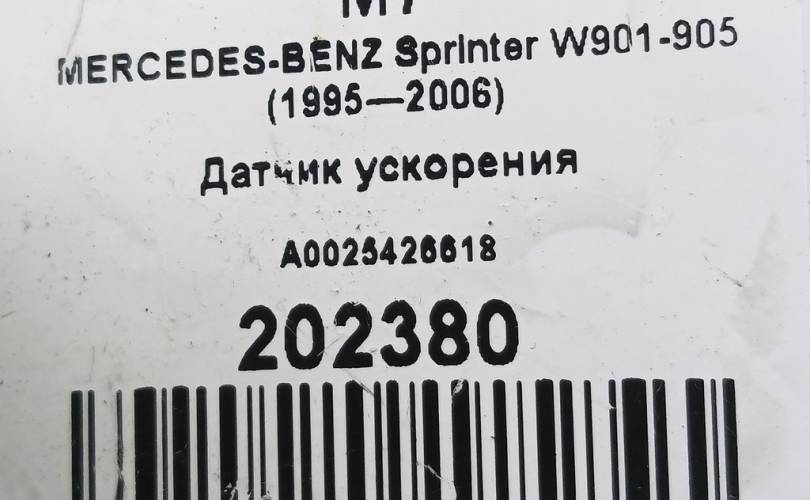 MERCEDES-BENZ Sprinter W901-905
(1995—2006)
Датчик ускорения
A0025426618
202380